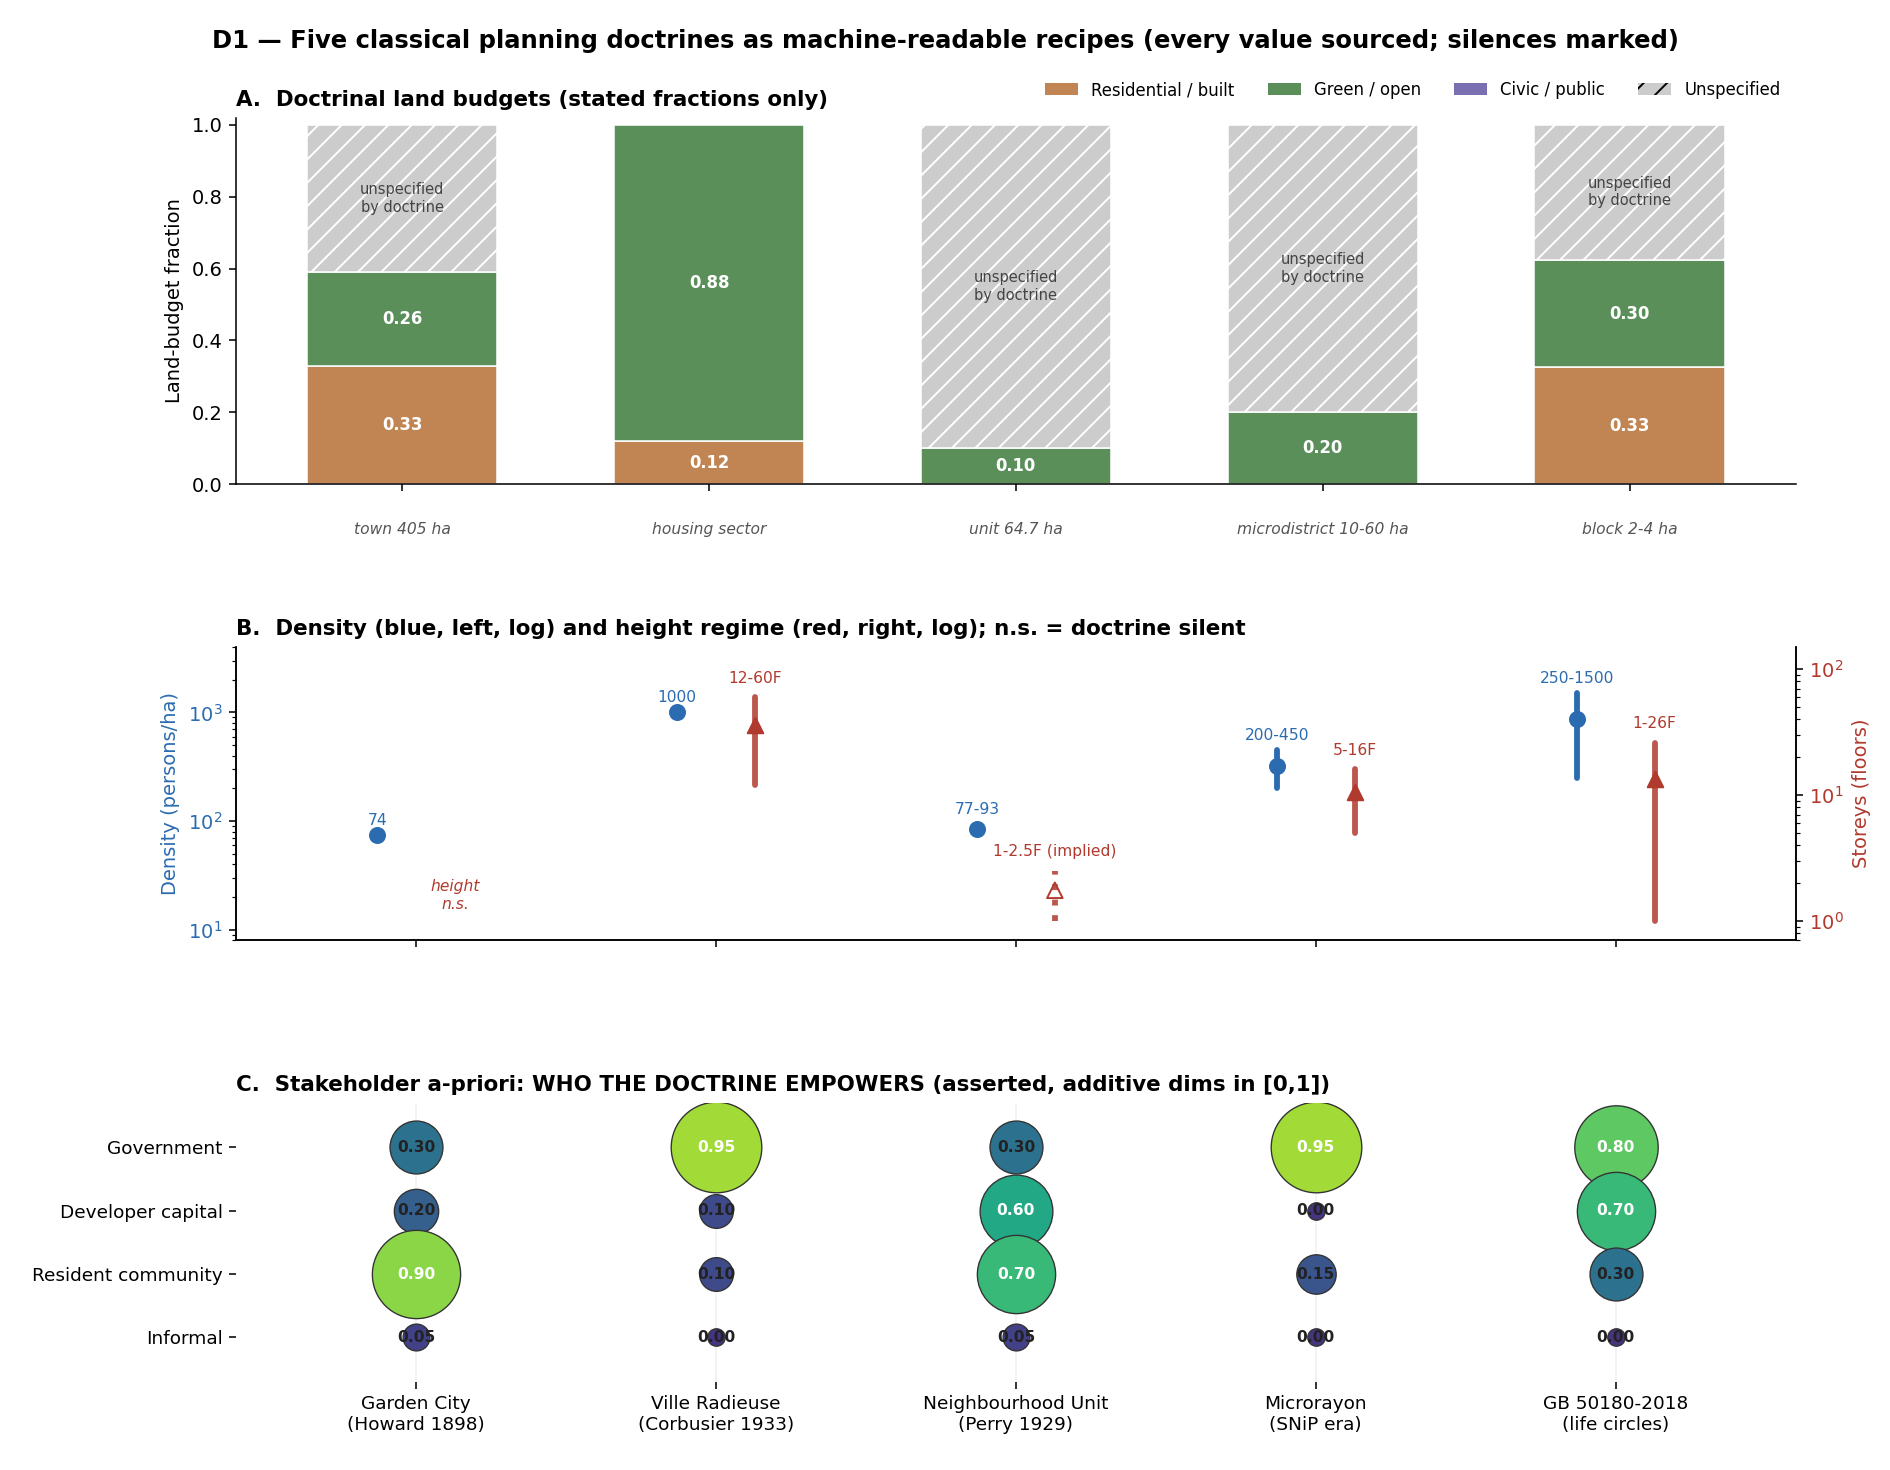 D1 — Five classical planning doctrines as machine-readable recipes (every value sourced; silences marked)
A. Doctrinal land budgets (stated fractions only)
Residential / built
Green / open
Civic / public
Unspecified
Land-budget fraction
1.0
0.8
0.6
0.4
0.2
0.0
unspecified
by doctrine
0.26
0.33
0.88
0.12
unspecified
by doctrine
0.10
unspecified
by doctrine
0.20
unspecified
by doctrine
0.30
0.33
town 405 ha
housing sector
unit 64.7 ha
microdistrict 10-60 ha
block 2-4 ha
B. Density (blue, left, log) and height regime (red, right, log); n.s. = doctrine silent
Density (persons/ha)
10³
10²
10¹
74
height
n.s.
1000
12-60F
77-93
1-2.5F (implied)
200-450
5-16F
250-1500
1-26F
10²
10¹
10⁰
Storeys (floors)
C. Stakeholder a-priori: WHO THE DOCTRINE EMPOWERS (asserted, additive dims in [0,1])
Government
0.30
0.95
0.30
0.95
0.80
Developer capital
0.20
0.10
0.60
0.00
0.70
Resident community
0.90
0.10
0.70
0.15
0.30
Informal
0.05
0.00
0.05
0.00
0.00
Garden City
(Howard 1898)
Ville Radieuse
(Corbusier 1933)
Neighbourhood Unit
(Perry 1929)
Microrayon
(SNiP era)
GB 50180-2018
(life circles)